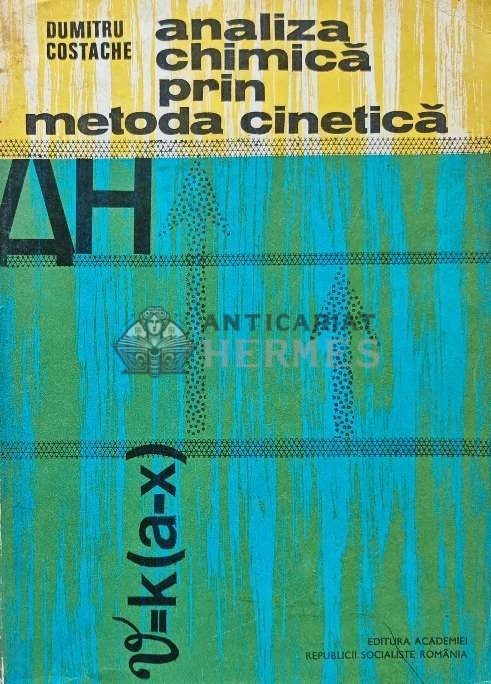 DUMITRU
COSTACHE
analiza
chimică
prin
metoda cinetică
ΔH
ANTICARIAT
HERMES
v=k(a-x)
EDITURA ACADEMIEI
REPUBLICII SOCIALISTE ROMÂNIA